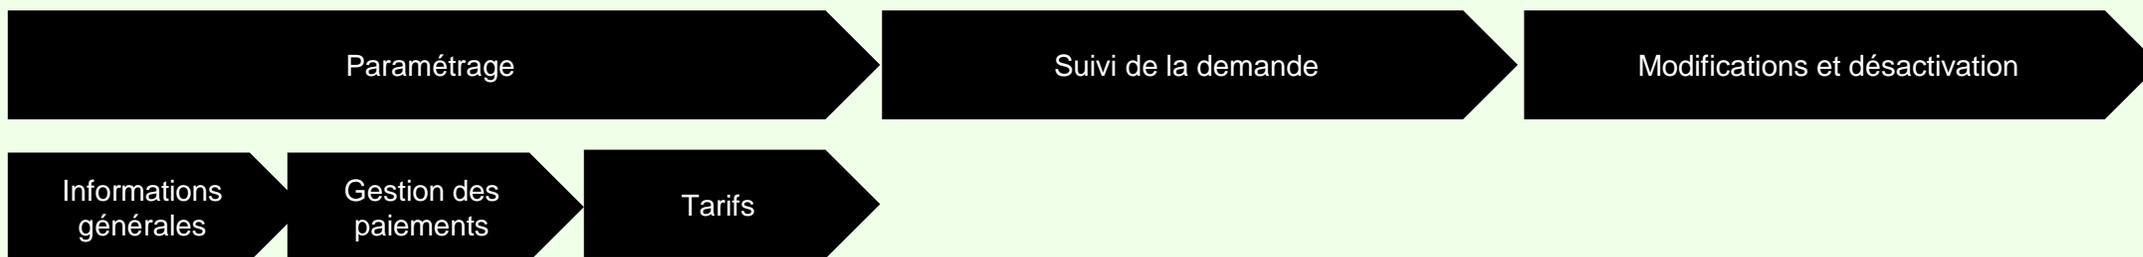 Paramétrage
Suivi de la demande
Modifications et désactivation
Informations
générales
Gestion des
paiements
Tarifs